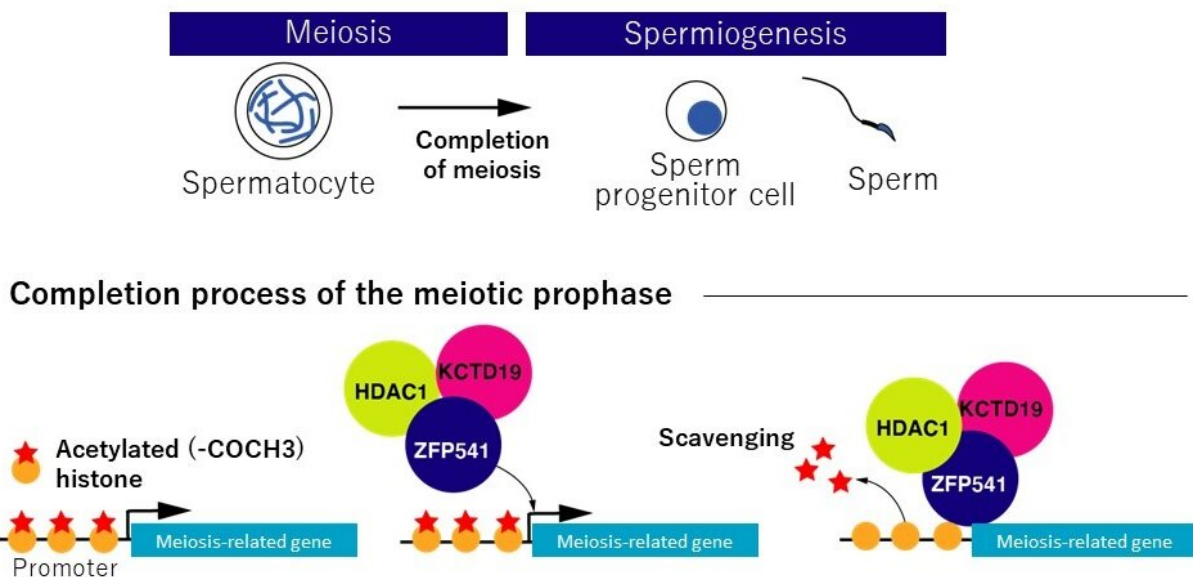 Meiosis
Spermiogenesis
Completion
of meiosis
Spermatocyte
Sperm
progenitor cell
Sperm
Completion process of the meiotic prophase
HDAC1
KCTD19
ZFP541
Acetylated (-COCH3)
histone
Scavenging
HDAC1
KCTD19
ZFP541
Meiosis-related gene
Meiosis-related gene
Meiosis-related gene
Promoter